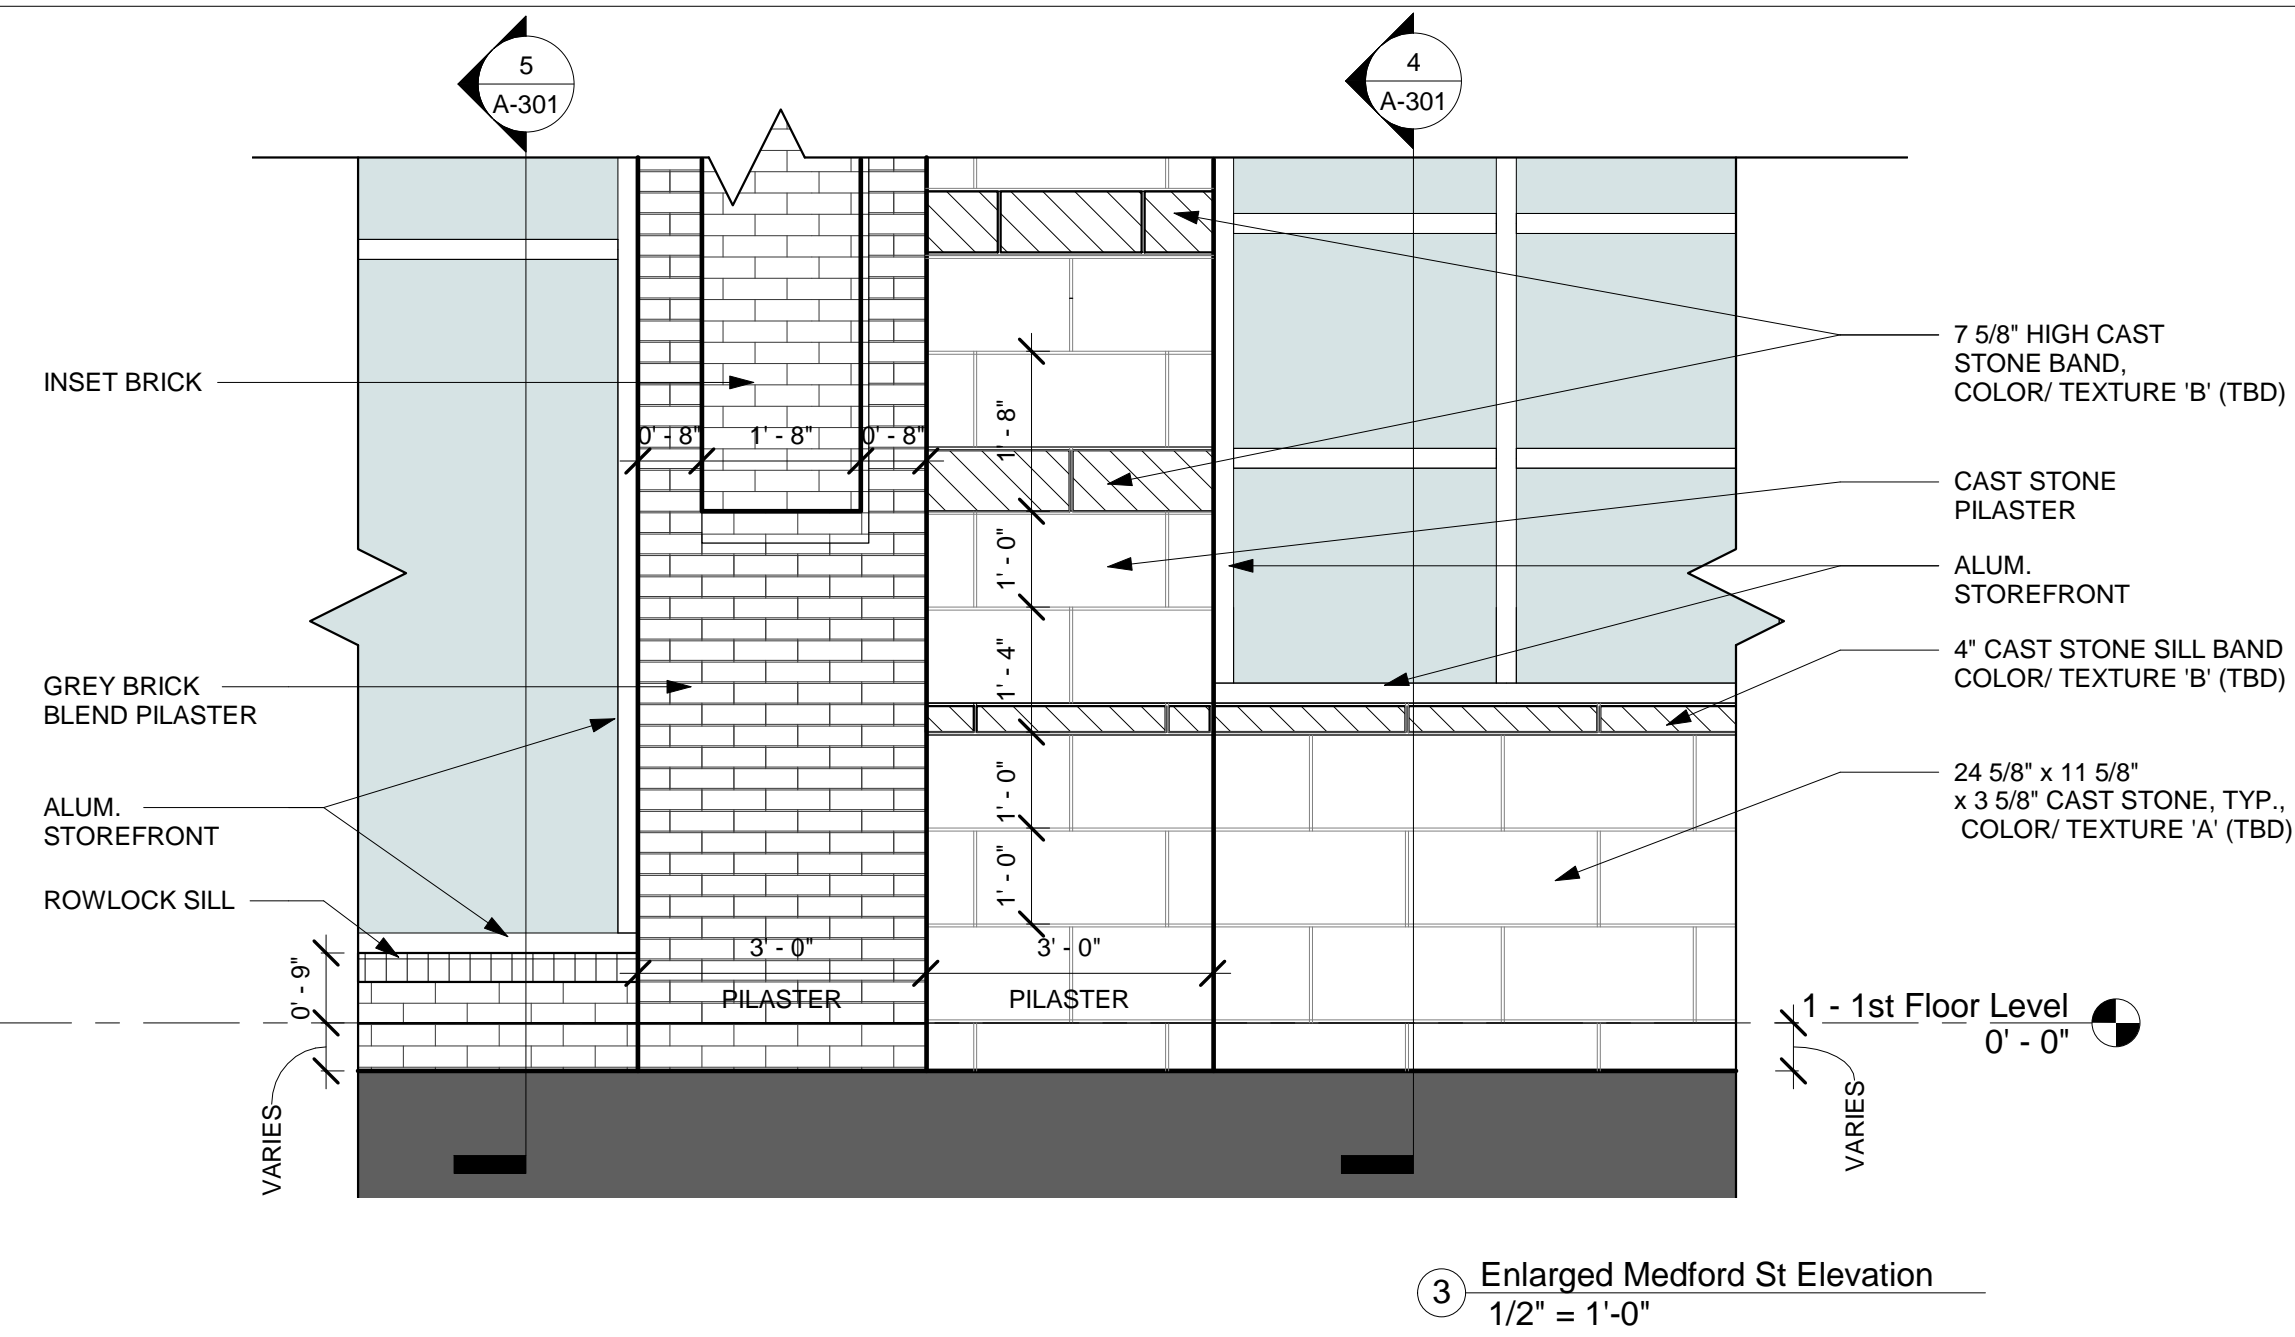 5
A-301
4
A-301
INSET BRICK
GREY BRICK
BLEND PILASTER
ALUM.
STOREFRONT
ROWLOCK SILL
0' - 9"
VARIES
0' - 8"
1' - 8"
0' - 8"
3' - 0"
PILASTER
3' - 0"
PILASTER
1' - 8"
1' - 0"
1' - 4"
1' - 0"
1' - 0"
7 5/8" HIGH CAST
STONE BAND,
COLOR/ TEXTURE 'B' (TBD)
CAST STONE
PILASTER
ALUM.
STOREFRONT
4" CAST STONE SILL BAND
COLOR/ TEXTURE 'B' (TBD)
24 5/8" x 11 5/8"
x 3 5/8" CAST STONE, TYP.,
COLOR/ TEXTURE 'A' (TBD)
1 - 1st Floor Level
0' - 0"
VARIES
3
Enlarged Medford St Elevation
1/2" = 1'-0"